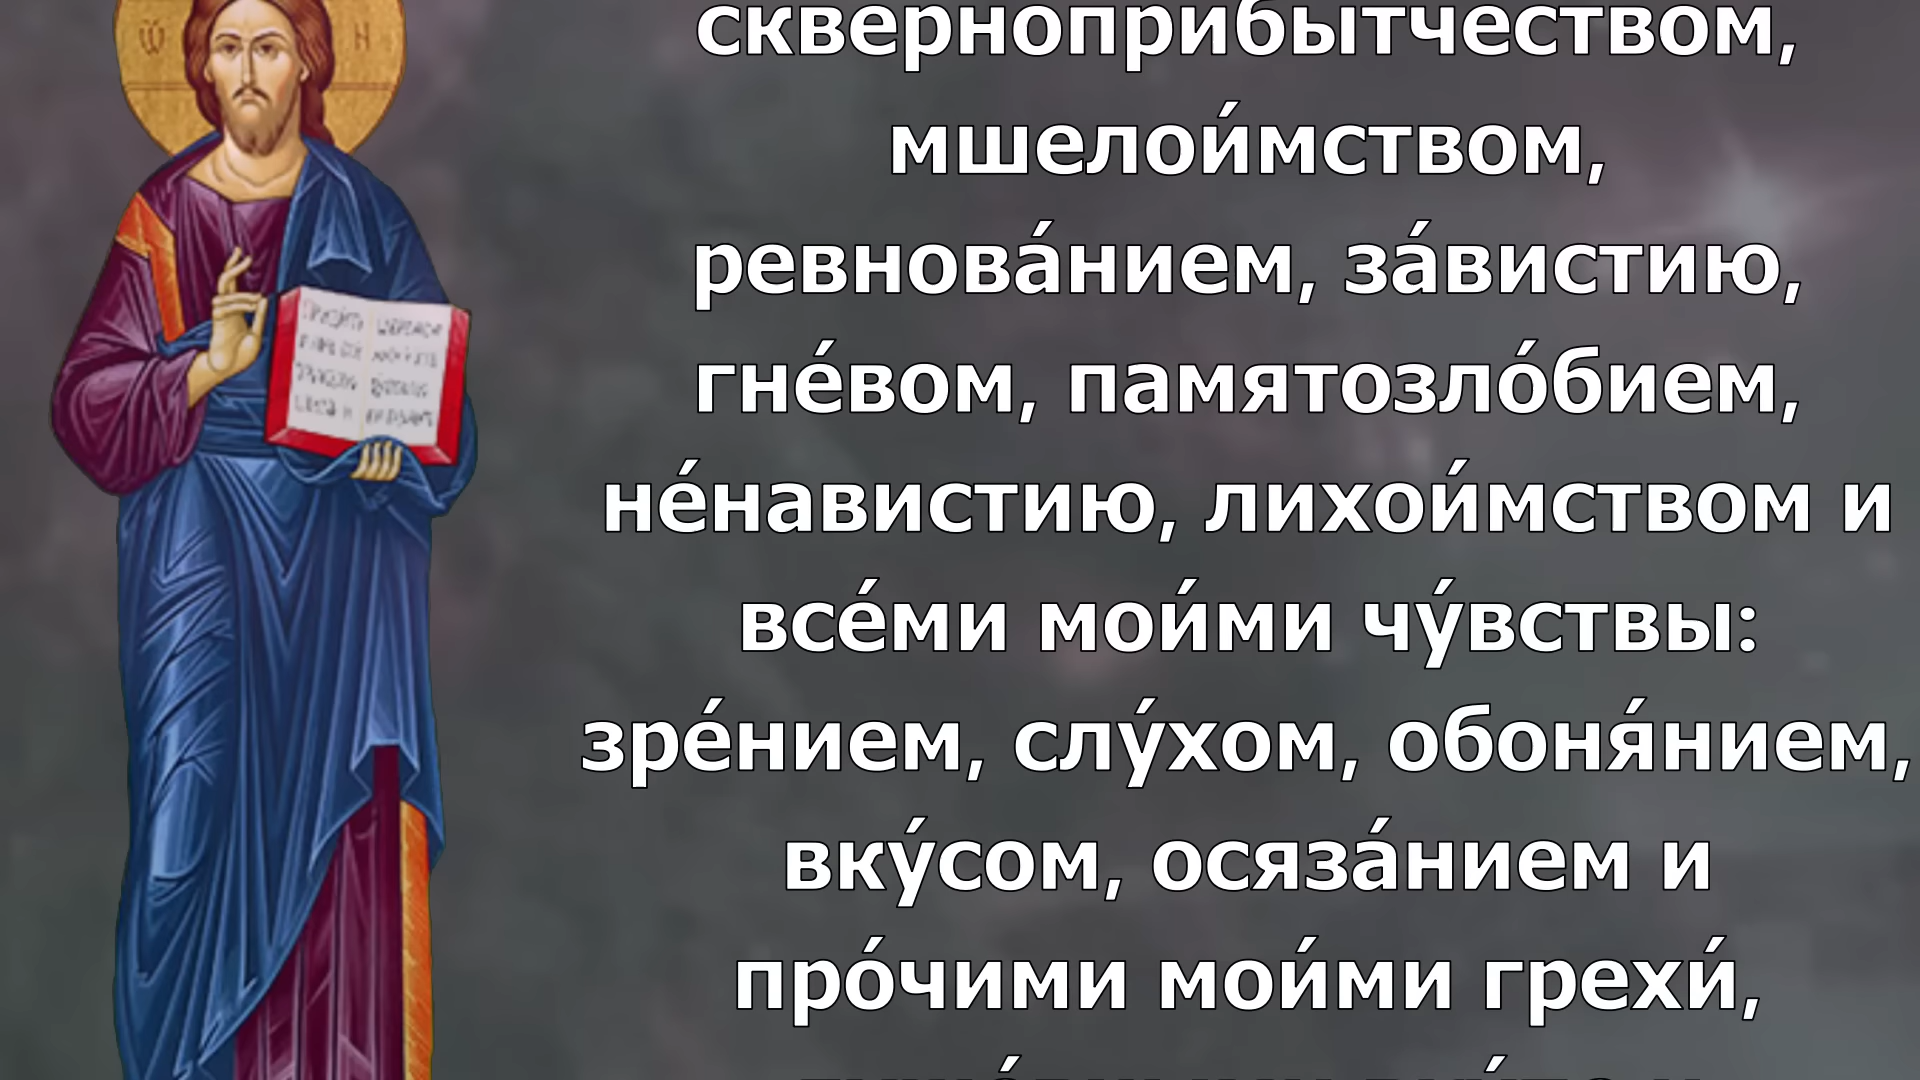 ѿ Н
скверноприбытчеством,
мшелои́мством,
ревнова́нием, за́вистию,
гне́вом, памятозло́бием,
не́навистию, лихои́мством и
все́ми мои́ми чу́вствы:
зре́нием, слу́хом, обоня́нием,
вку́сом, осяза́нием и
про́чими мои́ми грехи́,